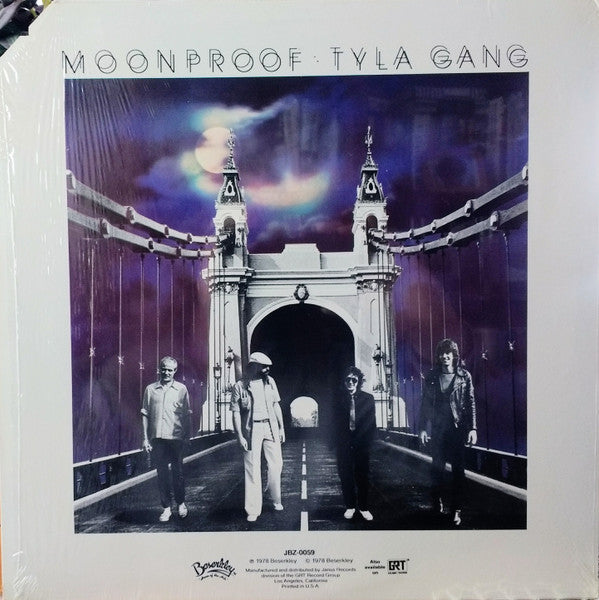 MOONPROOF · TYLA GANG
JBZ-0059
℗ 1978 Beserkley © 1978 Beserkley
Manufactured and distributed by Janus Records
division of the GRT Record Group
Los Angeles, California
Printed in U.S.A.
Beserkley
Also
available
on
GRT